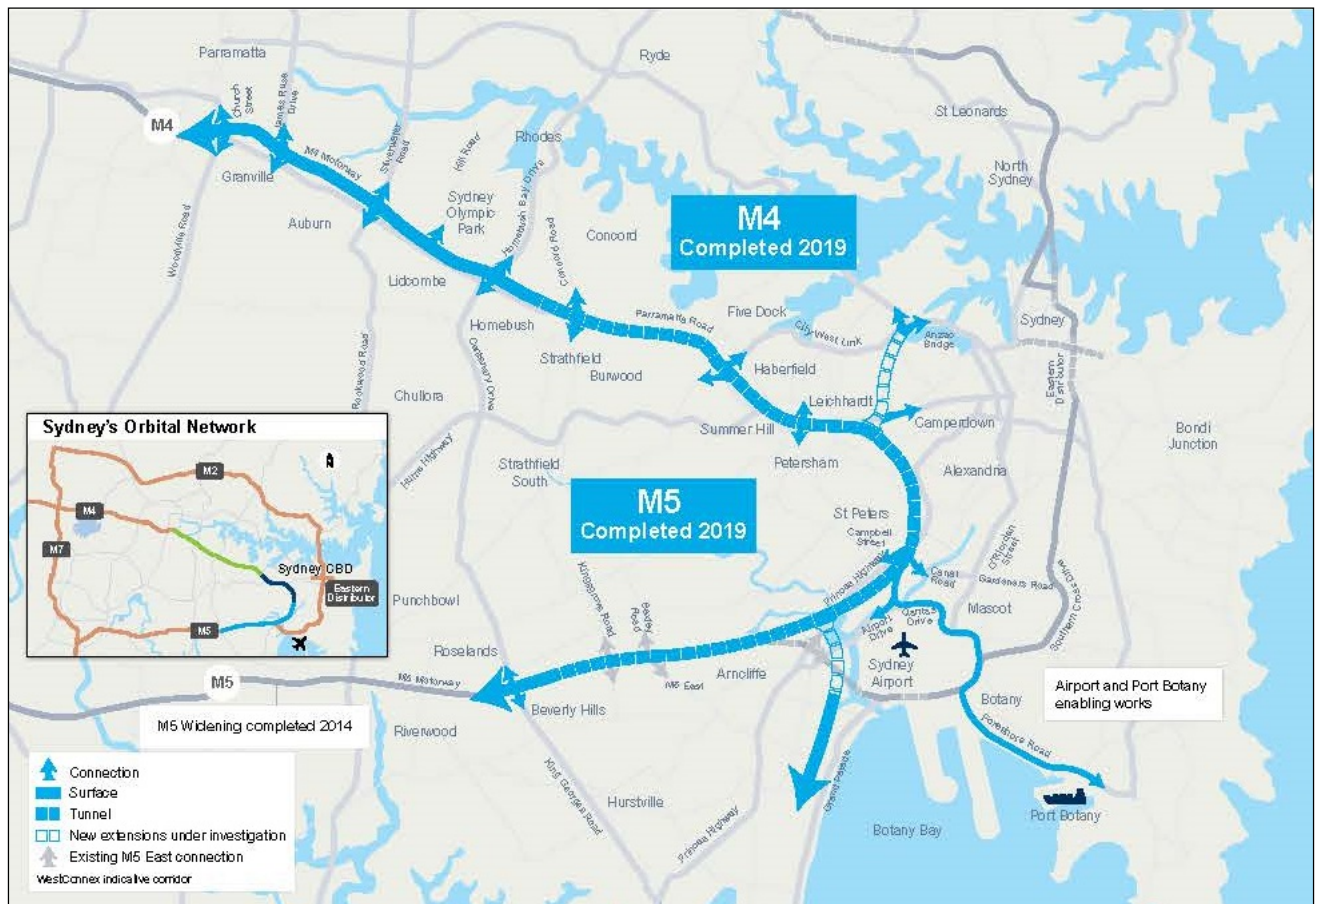 Parramatta
Ryde
Church
Street
James Ruse
Drive
M4
St Leonards
Silverwater
Road
Hill Road
Rhodes
M4 Motorway
Granville
North
Sydney
Homebush Bay Drive
Sydney
Olympic
Park
M4
Completed 2019
Woodville Road
Auburn
Concord Road
Concord
Lidcombe
Homebush
Parramatta Road
Five Dock
City West Link
Anzac
Bridge
Sydney
Eastern
Distributor
Strathfield
Burwood
Haberfield
Rookwood Road
Centenary Drive
Chullora
Leichhardt
Camperdown
Summer Hill
Bondi
Junction
Hume Highway
Strathfield
South
Petersham
Alexandria
M5
Completed 2019
St Peters
Campbell
Street
Princes Highway
O'Riordan
Street
Canal
Road
Gardeners Road
Southern Cross Drive
Sydney's Orbital Network
M2
M4
M7
Sydney CBD
Eastern
Distributor
M5
Punchbowl
Kingsgrove Road
Bexley
Road
Airport
Drive
Qantas
Drive
Mascot
Roselands
M5 Motorway
M5 East
Arncliffe
Sydney
Airport
M5
Beverly Hills
Botany
Airport and Port Botany
enabling works
M5 Widening completed 2014
Riverwood
Foreshore Road
King Georges Road
Hurstville
Princes Highway
Grand Parade
Botany Bay
Port Botany
Connection
Surface
Tunnel
New extensions under investigation
Existing M5 East connection
WestConnex indicative corridor